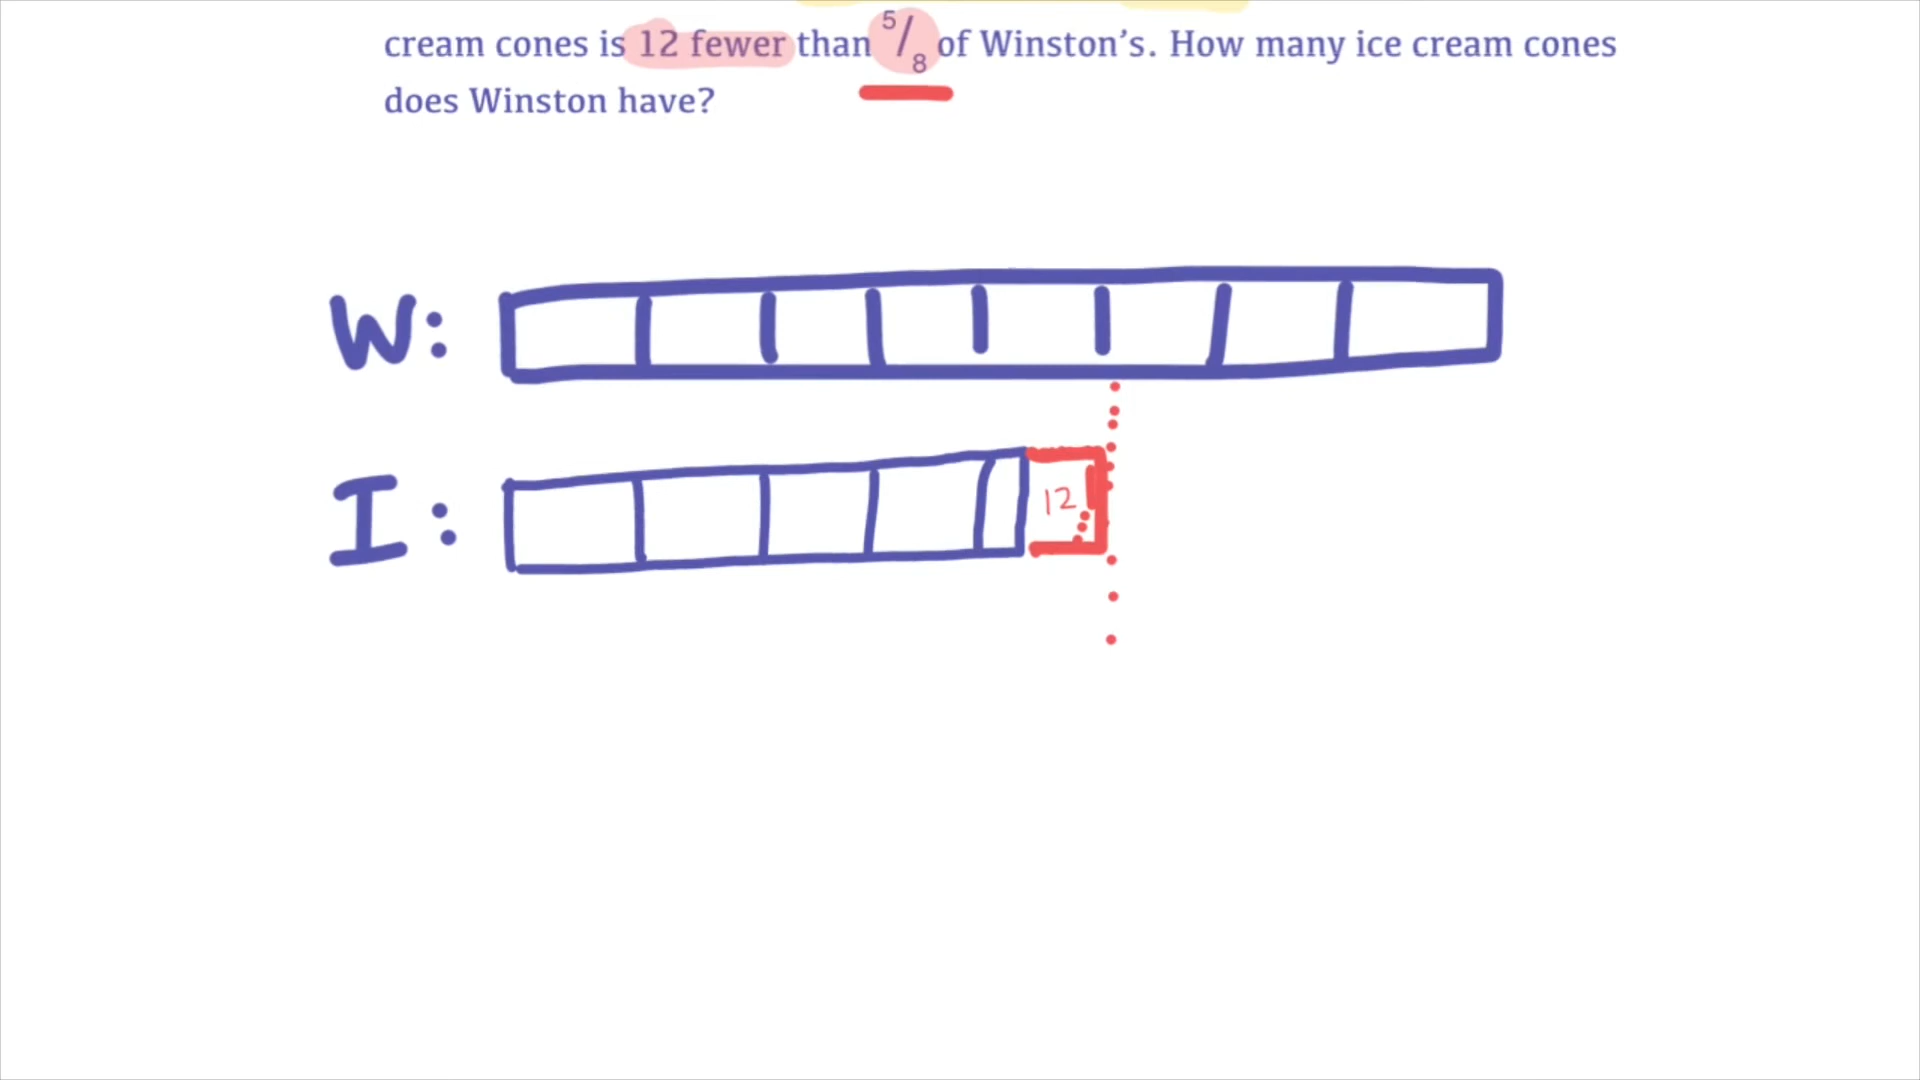 cream cones is 12 fewer than 5/8 of Winston’s. How many ice cream cones
does Winston have?
W:
I:
12